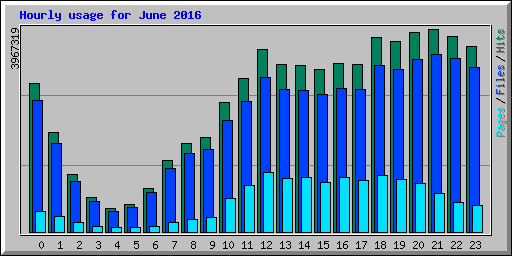 Hourly usage for June 2016
3967319
Pages / Files / Hits
0 1 2 3 4 5 6 7 8 9 10 11 12 13 14 15 16 17 18 19 20 21 22 23